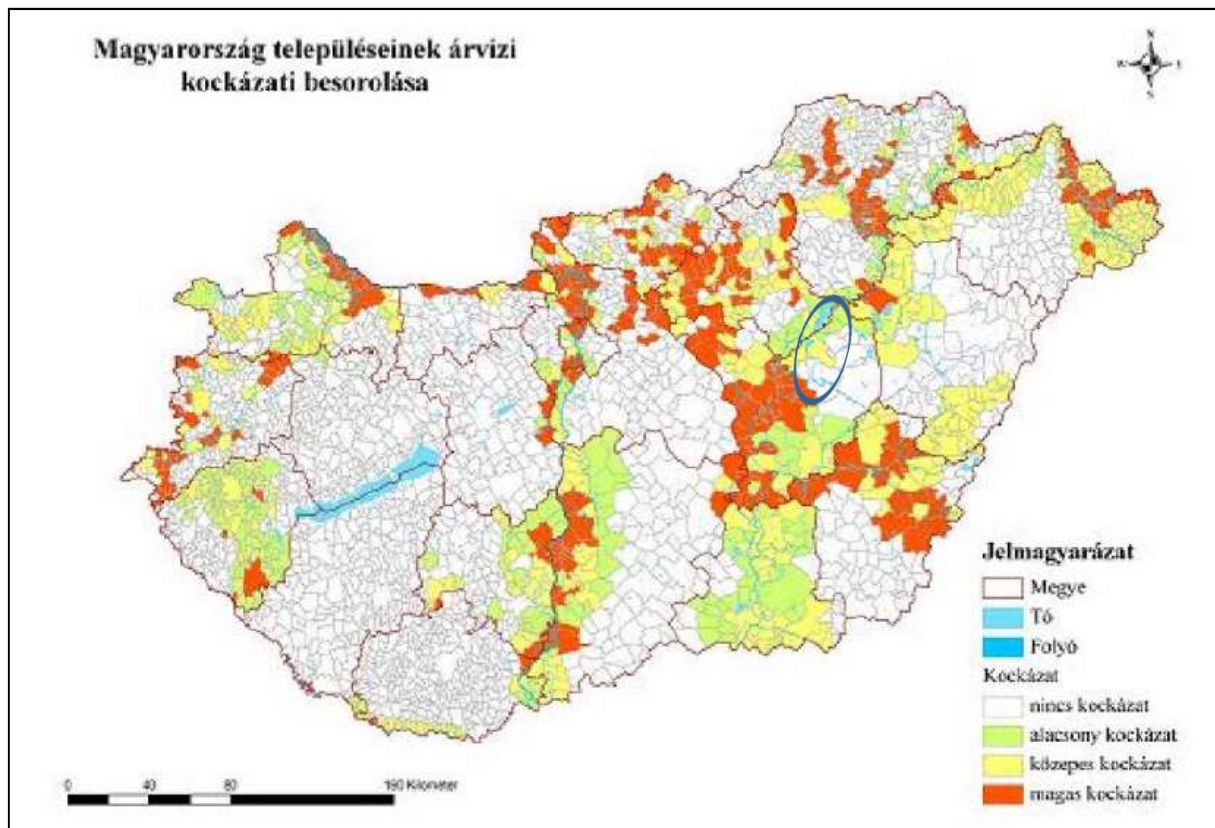 Magyarország településeinek árvizi
kockázati besorolása
N
W
E
S
Jelmagyarázat
Megye
Tó
Folyó
Kockázat
nincs kockázat
alacsony kockázat
közepes kockázat
magas kockázat
0 40 80 160 Kilométer